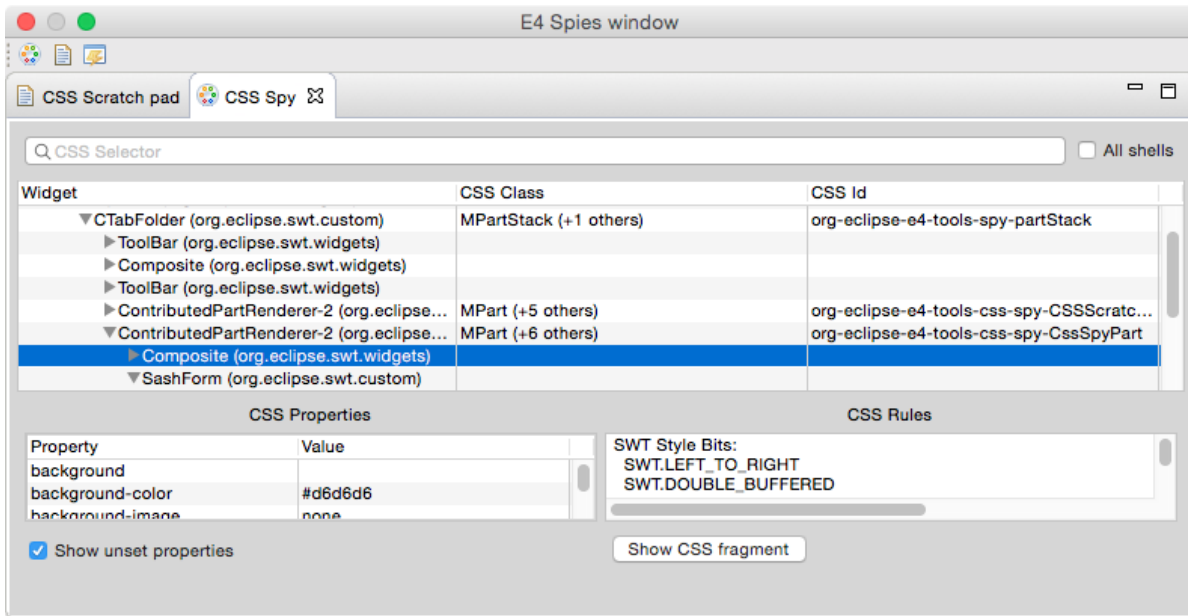 E4 Spies window
CSS Scratch pad CSS Spy
CSS Selector All shells
Widget CSS Class CSS Id
CTabFolder (org.eclipse.swt.custom) MPartStack (+1 others) org-eclipse-e4-tools-spy-partStack
ToolBar (org.eclipse.swt.widgets)
Composite (org.eclipse.swt.widgets)
ToolBar (org.eclipse.swt.widgets)
ContributedPartRenderer-2 (org.eclipse... MPart (+5 others) org-eclipse-e4-tools-css-spy-CSSScratc...
ContributedPartRenderer-2 (org.eclipse... MPart (+6 others) org-eclipse-e4-tools-css-spy-CssSpyPart
Composite (org.eclipse.swt.widgets)
SashForm (org.eclipse.swt.custom)
CSS Properties
Property Value
background
background-color #d6d6d6
background-image none
Show unset properties
CSS Rules
SWT Style Bits:
SWT.LEFT_TO_RIGHT
SWT.DOUBLE_BUFFERED
Show CSS fragment